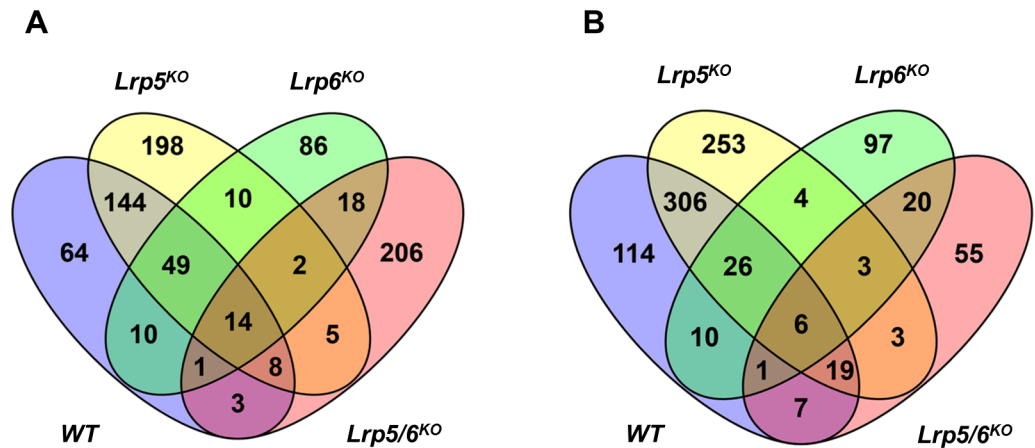 A B
Lrp5KO Lrp6KO Lrp5KO Lrp6KO
198 86 253 97
144 10 18 306 4 20
64 49 2 206 114 26 3 55
14 6
10 5 10 3
1 8 1 19
3 7
WT Lrp5/6KO WT Lrp5/6KO